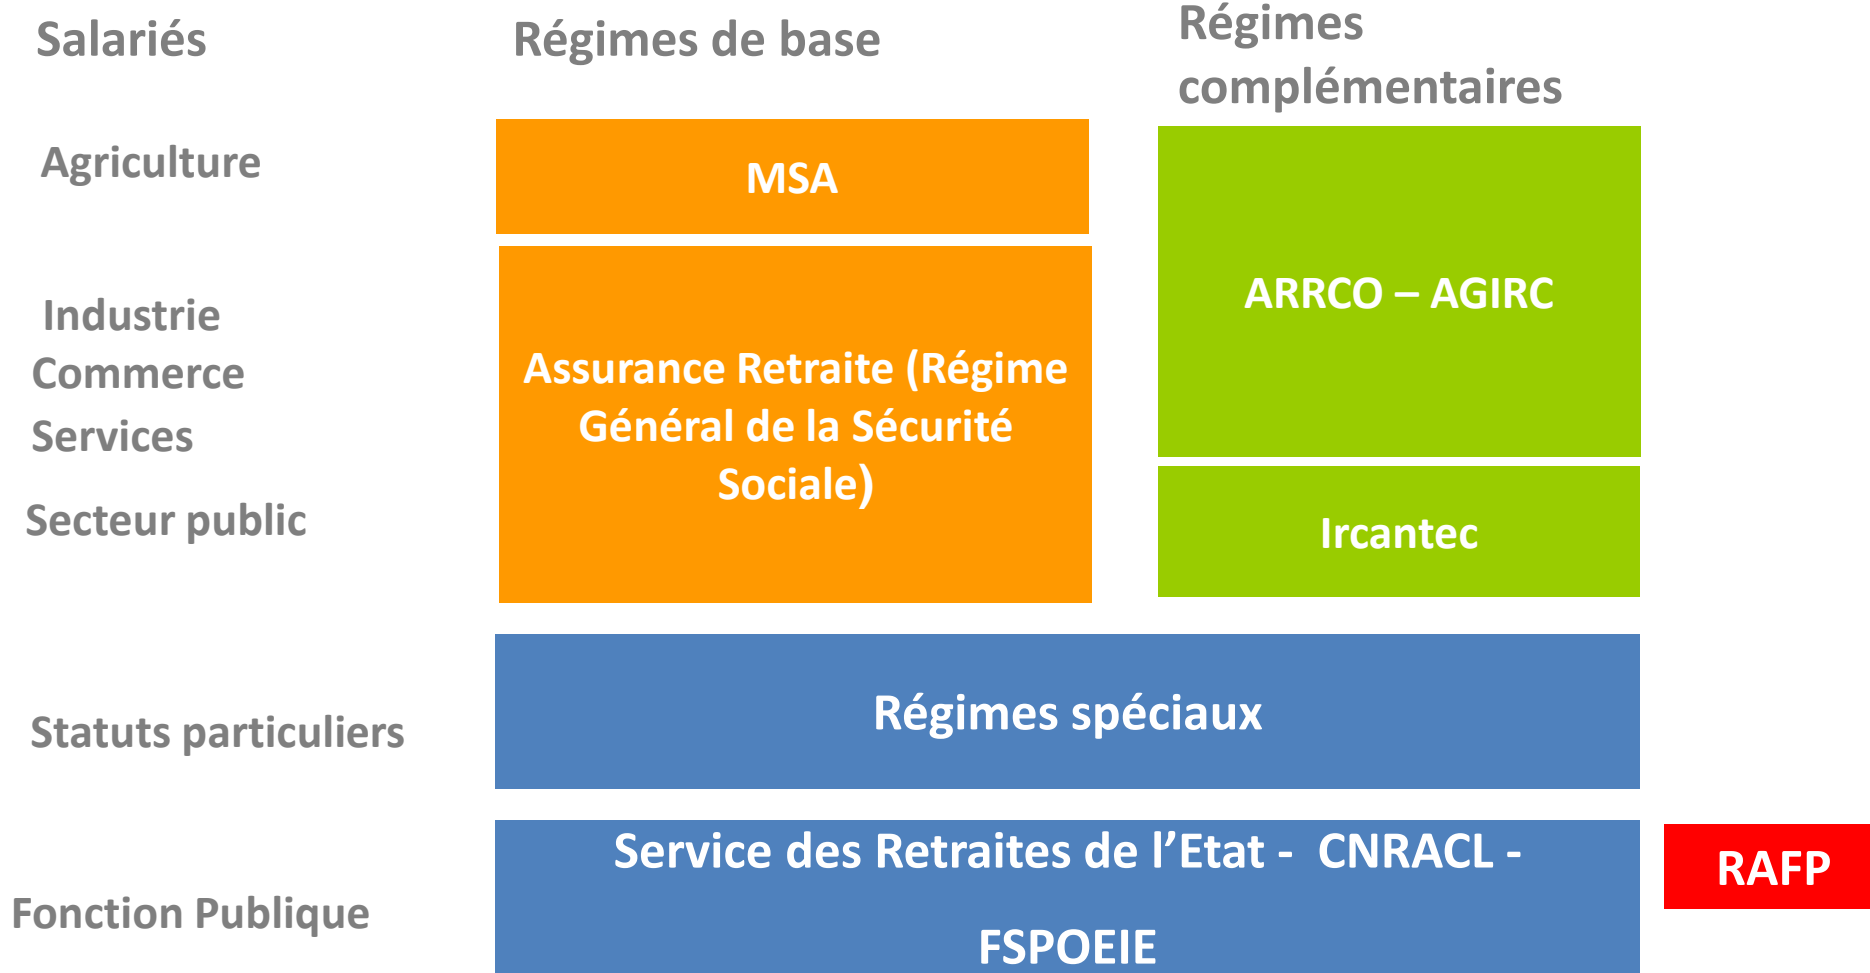 Salariés
Régimes de base
Régimes
complémentaires
Agriculture
MSA
ARRCO – AGIRC
Industrie
Commerce
Services
Secteur public
Assurance Retraite (Régime
Général de la Sécurité
Sociale)
Ircantec
Statuts particuliers
Régimes spéciaux
Fonction Publique
Service des Retraites de l’Etat - CNRACL -
FSPOEIE
RAFP